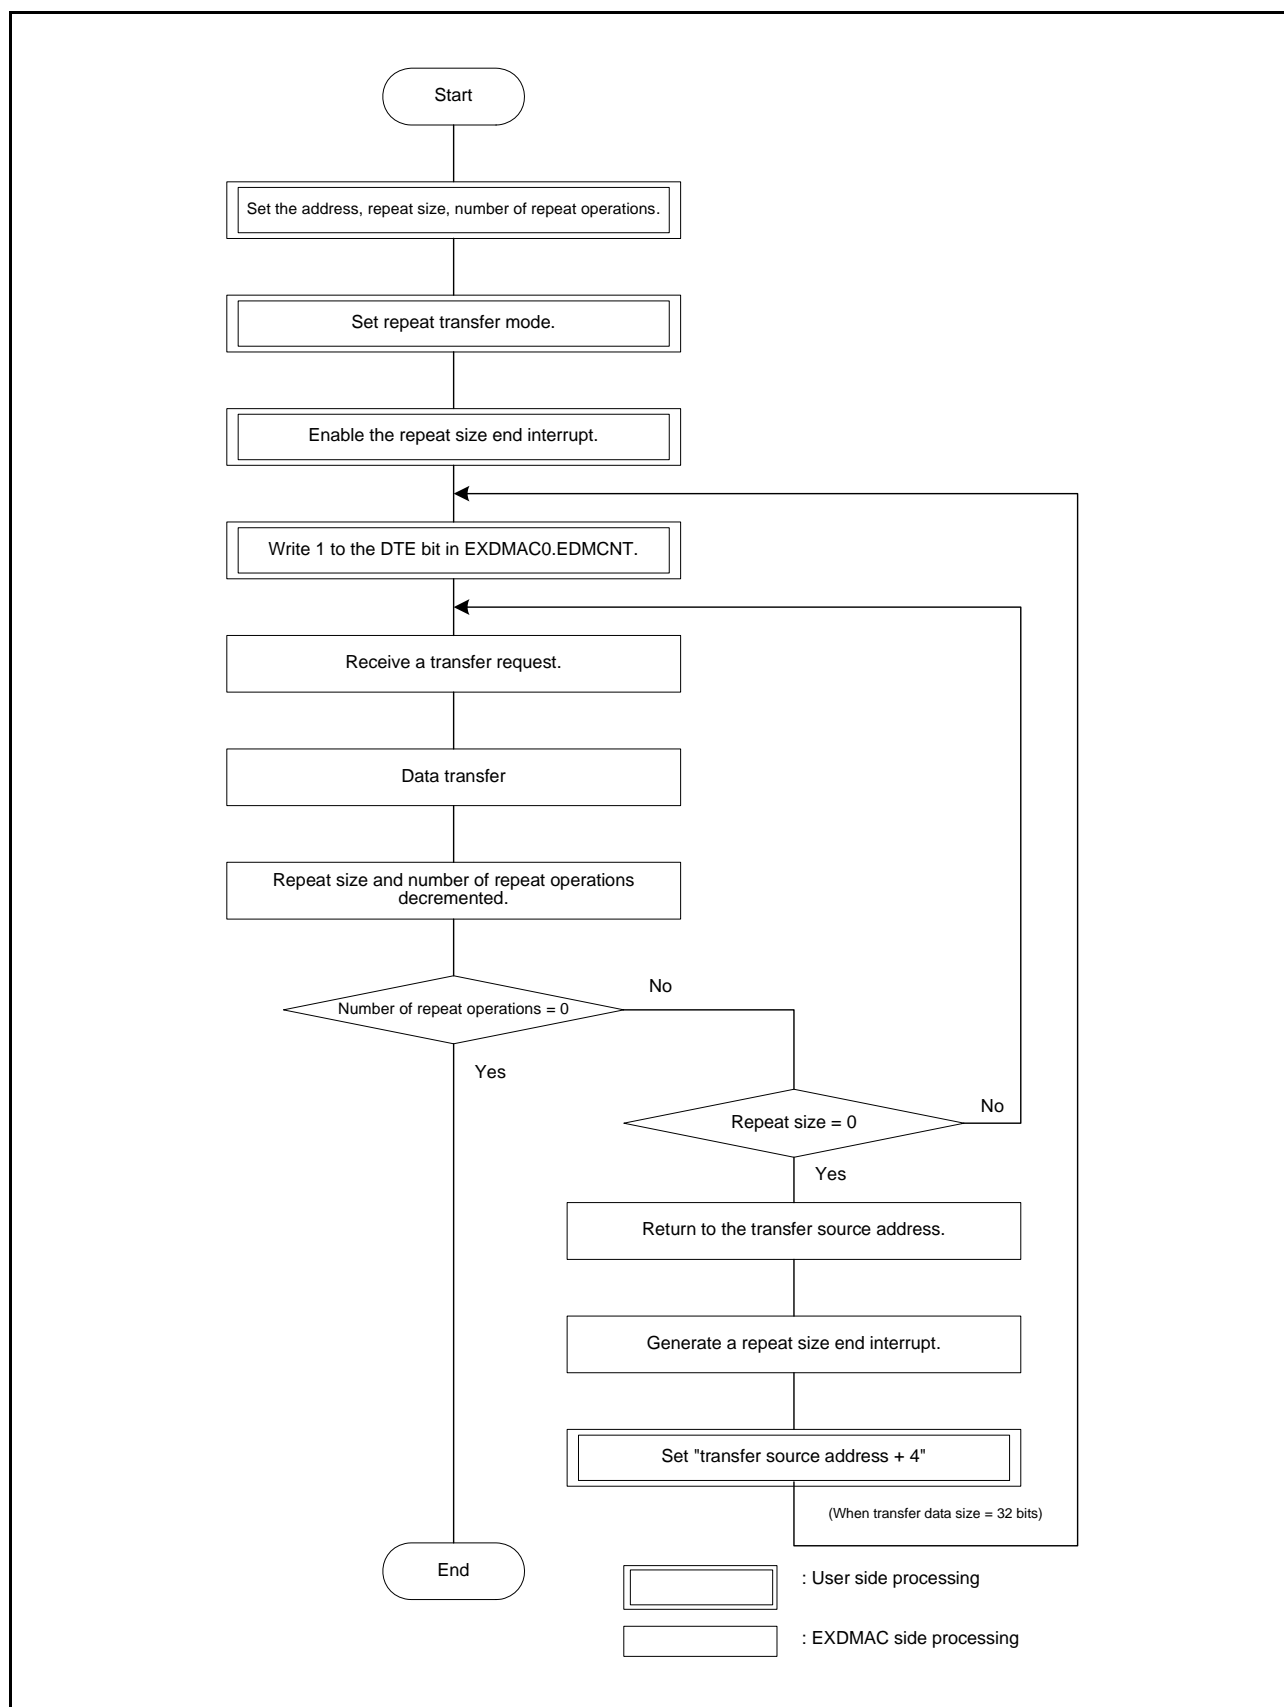 Start
Set the address, repeat size, number of repeat operations.
Set repeat transfer mode.
Enable the repeat size end interrupt.
Write 1 to the DTE bit in EXDMAC0.EDMCNT.
Receive a transfer request.
Data transfer
Repeat size and number of repeat operations
decremented.
No
Number of repeat operations = 0
Yes
No
Repeat size = 0
Yes
Return to the transfer source address.
Generate a repeat size end interrupt.
Set "transfer source address + 4"
(When transfer data size = 32 bits)
End
: User side processing
: EXDMAC side processing